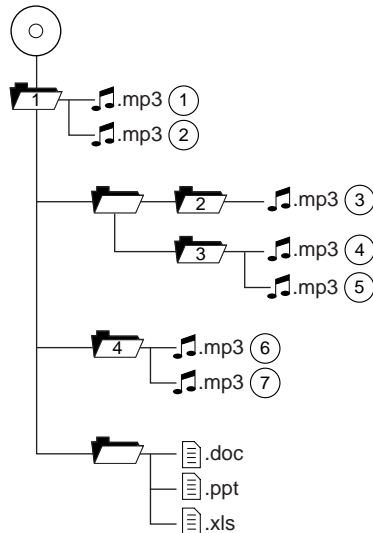 1 .mp3 1
.mp3 2
2 .mp3 3
3 .mp3 4
.mp3 5
4 .mp3 6
.mp3 7
.doc
.ppt
.xls